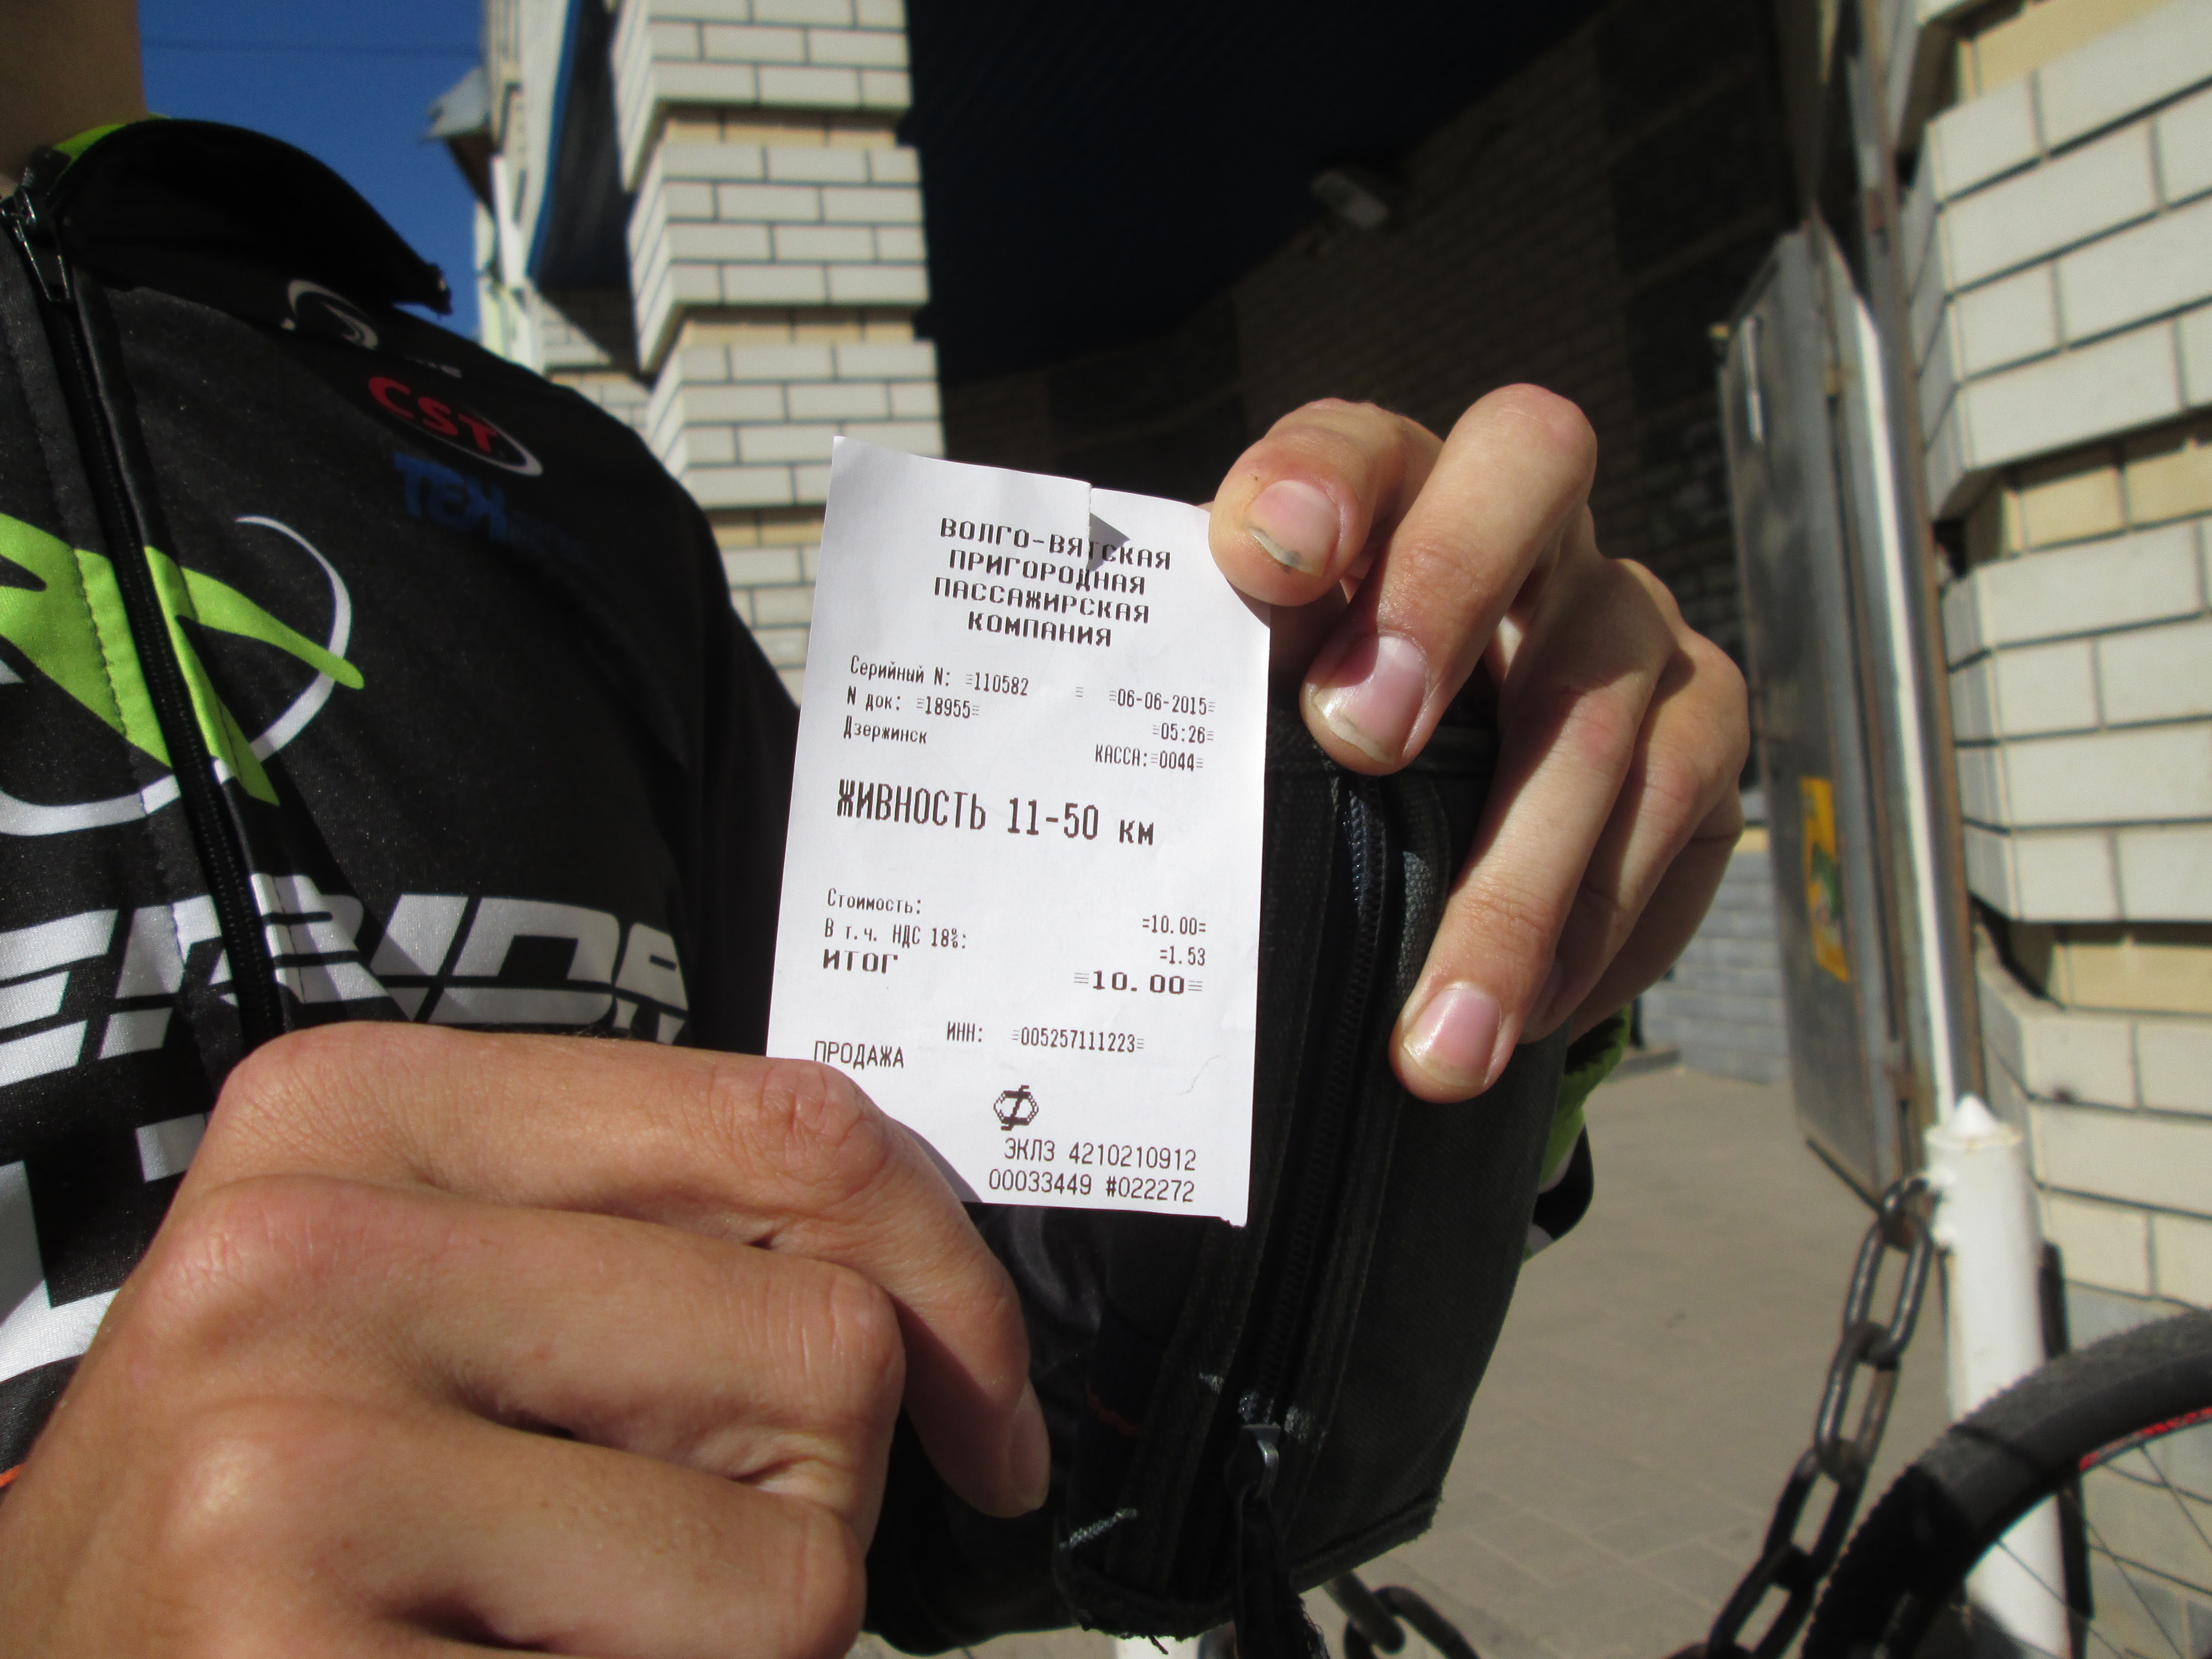 CST
ВОЛГО-ВЯТСКАЯ
ПРИГОРОДНАЯ
ПАССАЖИРСКАЯ
КОМПАНИЯ
Серийный N: =110582 = =06-06-2015=
N док: =18955= =05:26=
Дзержинск КАССА:=0044=
ЖИВНОСТЬ 11-50 км
Стоимость: =10.00=
В т.ч. НДС 18%: =1.53
ИТОГ =10.00=
ИНН: =005257111223=
ПРОДАЖА
ЭКЛЗ 4210210912
00033449 #022272